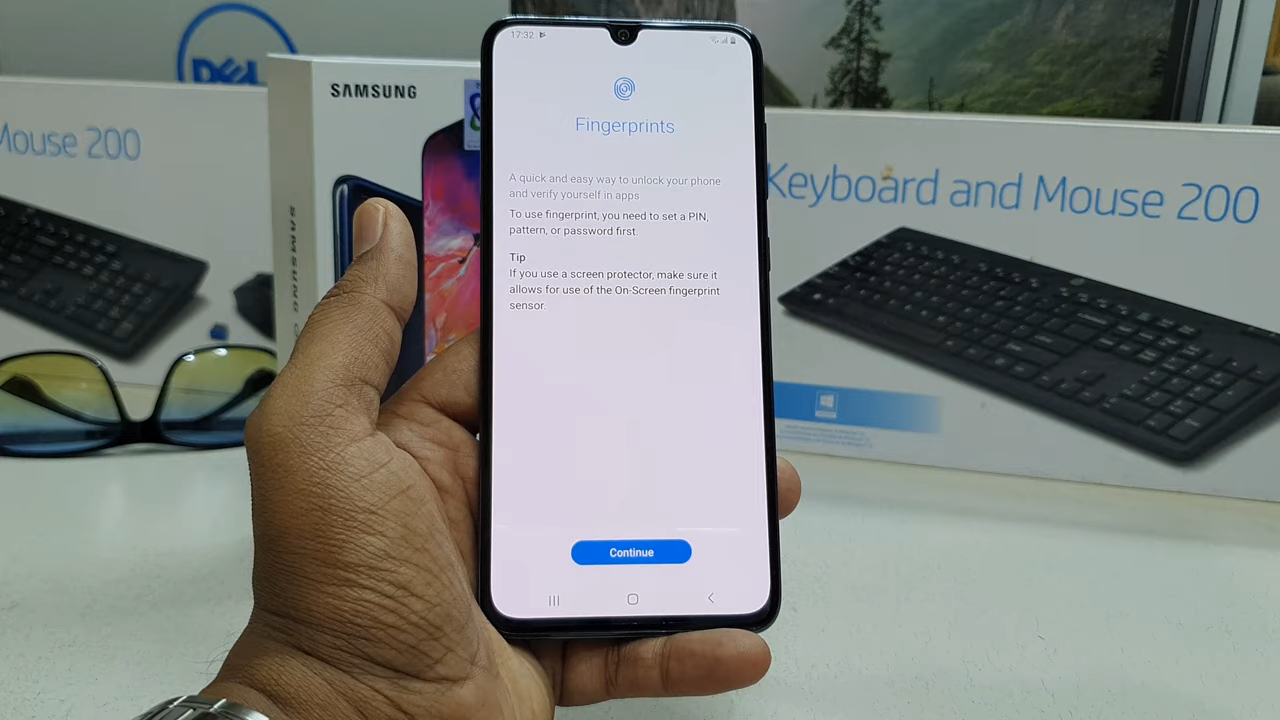 DELL
SAMSUNG
SAMSUNG
Mouse 200
Keyboard and Mouse 200
17:32
Fingerprints
A quick and easy way to unlock your phone
and verify yourself in apps
To use fingerprint, you need to set a PIN,
pattern, or password first.
Tip
If you use a screen protector, make sure it
allows for use of the On-Screen fingerprint
sensor.
Continue